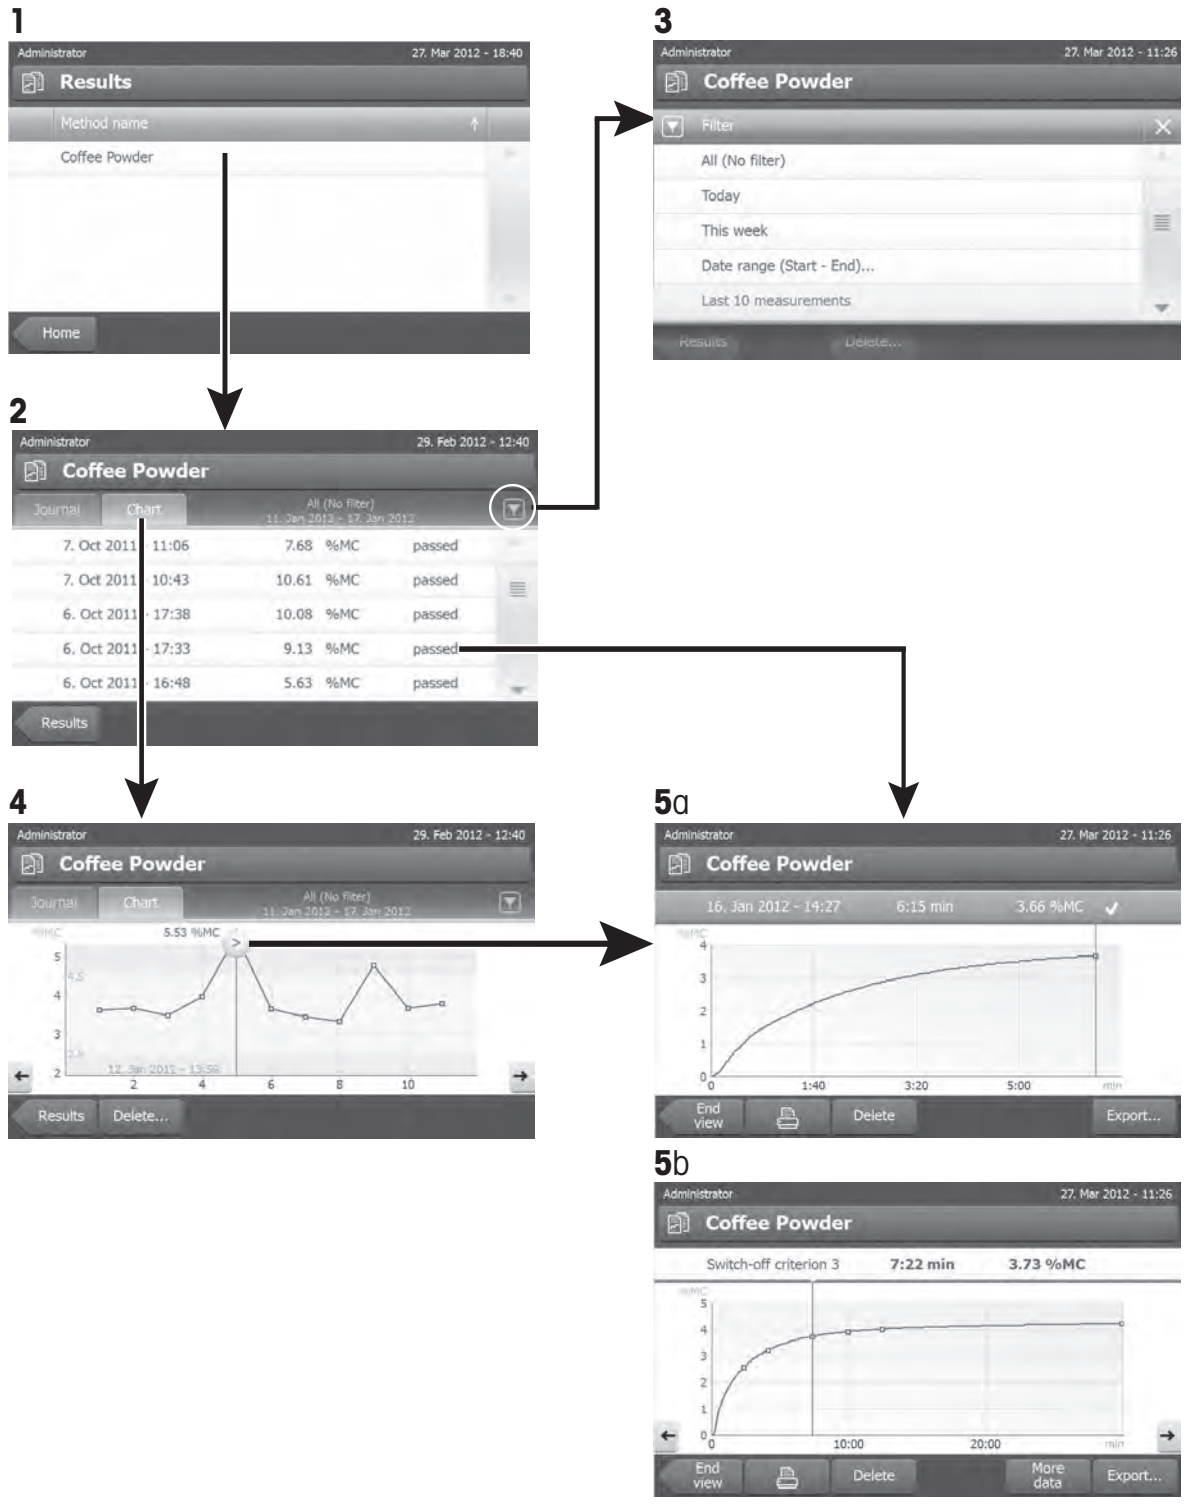 1
Administrator 27. Mar 2012 - 18:40
Results
Method name
Coffee Powder
Home
3
Administrator 27. Mar 2012 - 11:26
Coffee Powder
Filter
All (No filter)
Today
This week
Date range (Start - End)...
Last 10 measurements
Results Delete...
2
Administrator 29. Feb 2012 - 12:40
Coffee Powder
Journal Chart All (No filter)
11. Jan 2012 - 17. Jan 2012
7. Oct 2011 - 11:06 7.68 %MC passed
7. Oct 2011 - 10:43 10.61 %MC passed
6. Oct 2011 - 17:38 10.08 %MC passed
6. Oct 2011 - 17:33 9.13 %MC passed
6. Oct 2011 - 16:48 5.63 %MC passed
Results
4
Administrator 29. Feb 2012 - 12:40
Coffee Powder
Journal Chart All (No filter)
11. Jan 2012 - 17. Jan 2012
%MC 5.53 %MC
5
4.5
4
3
2.5
2
12. Jan 2012 - 13:59
2 4 6 8 10
Results Delete...
5a
Administrator 27. Mar 2012 - 11:26
Coffee Powder
16. Jan 2012 - 14:27 6:15 min 3.66 %MC
%MC
4
3
2
1
0
0 1:40 3:20 5:00 min
End view Delete Export...
5b
Administrator 27. Mar 2012 - 11:26
Coffee Powder
Switch-off criterion 3 7:22 min 3.73 %MC
%MC
5
4
3
2
1
0
0 10:00 20:00 min
End view Delete More data Export...